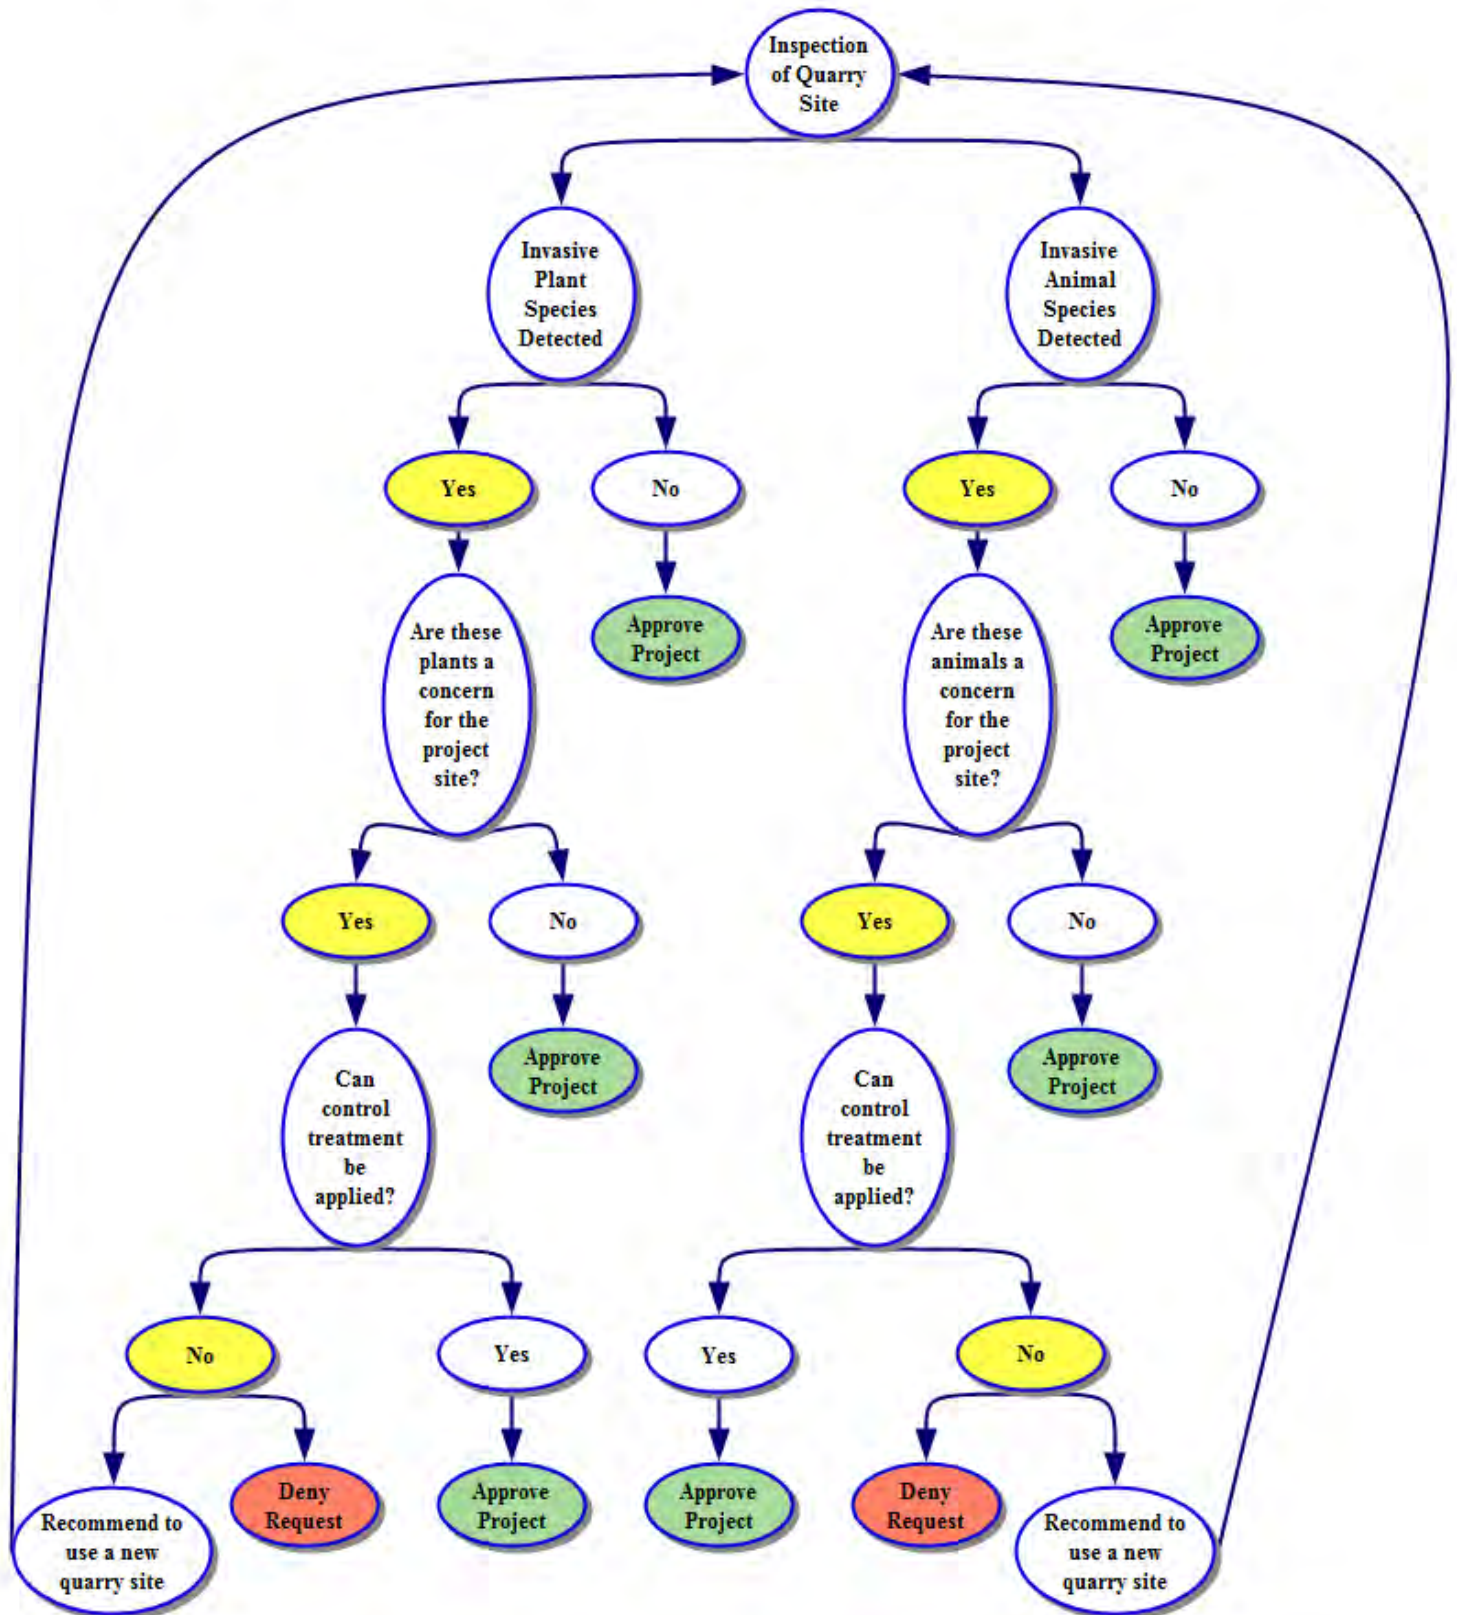 Inspection
of Quarry
Site
Invasive
Plant
Species
Detected
Invasive
Animal
Species
Detected
Yes
No
Yes
No
Are these
plants a
concern
for the
project
site?
Approve
Project
Are these
animals a
concern
for the
project
site?
Approve
Project
Yes
No
Yes
No
Can
control
treatment
be
applied?
Approve
Project
Can
control
treatment
be
applied?
Approve
Project
No
Yes
Yes
No
Recommend to
use a new
quarry site
Deny
Request
Approve
Project
Approve
Project
Deny
Request
Recommend to
use a new
quarry site